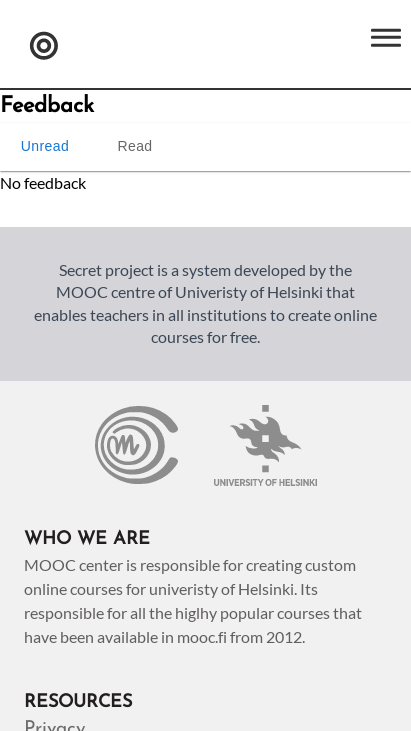 Feedback
Unread Read
No feedback
Secret project is a system developed by the
MOOC centre of Univeristy of Helsinki that
enables teachers in all institutions to create online
courses for free.
m
UNIVERSITY OF HELSINKI
WHO WE ARE
MOOC center is responsible for creating custom
online courses for univeristy of Helsinki. Its
responsible for all the higlhy popular courses that
have been available in mooc.fi from 2012.
RESOURCES
Privacy